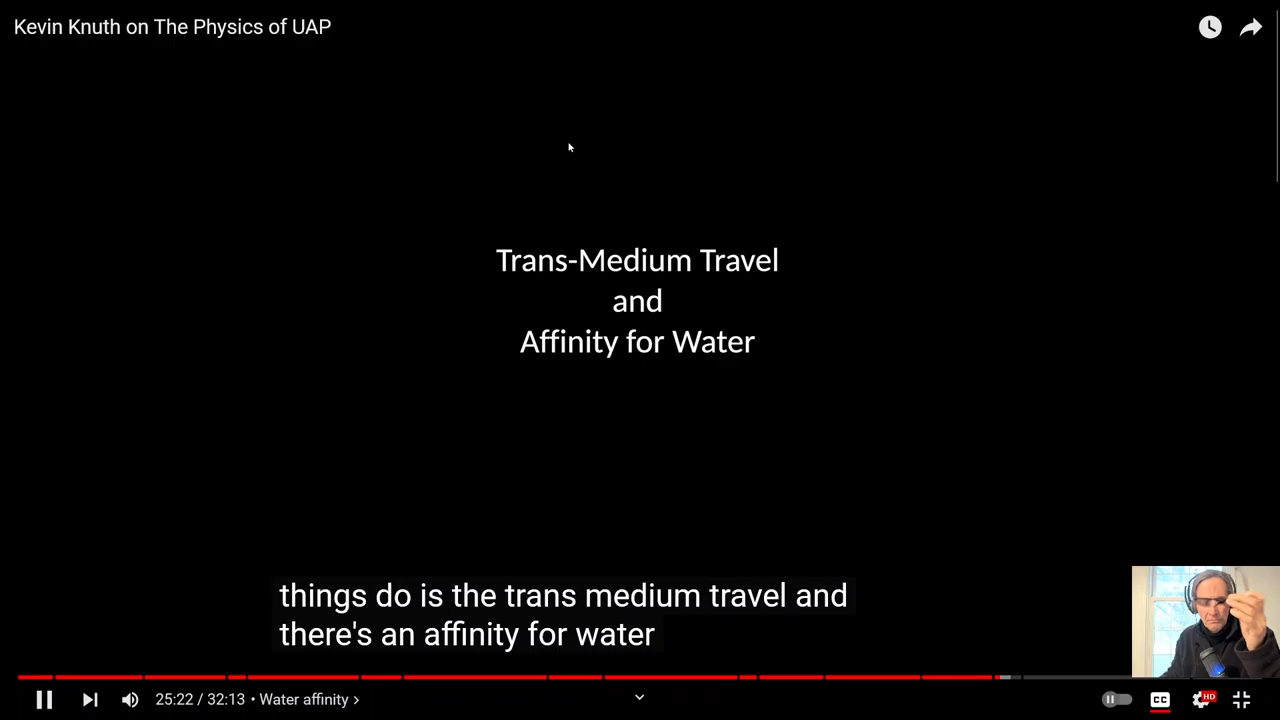 Kevin Knuth on The Physics of UAP
Trans-Medium Travel
and
Affinity for Water
things do is the trans medium travel and
there's an affinity for water
25:22 / 32:13 • Water affinity
CC
HD